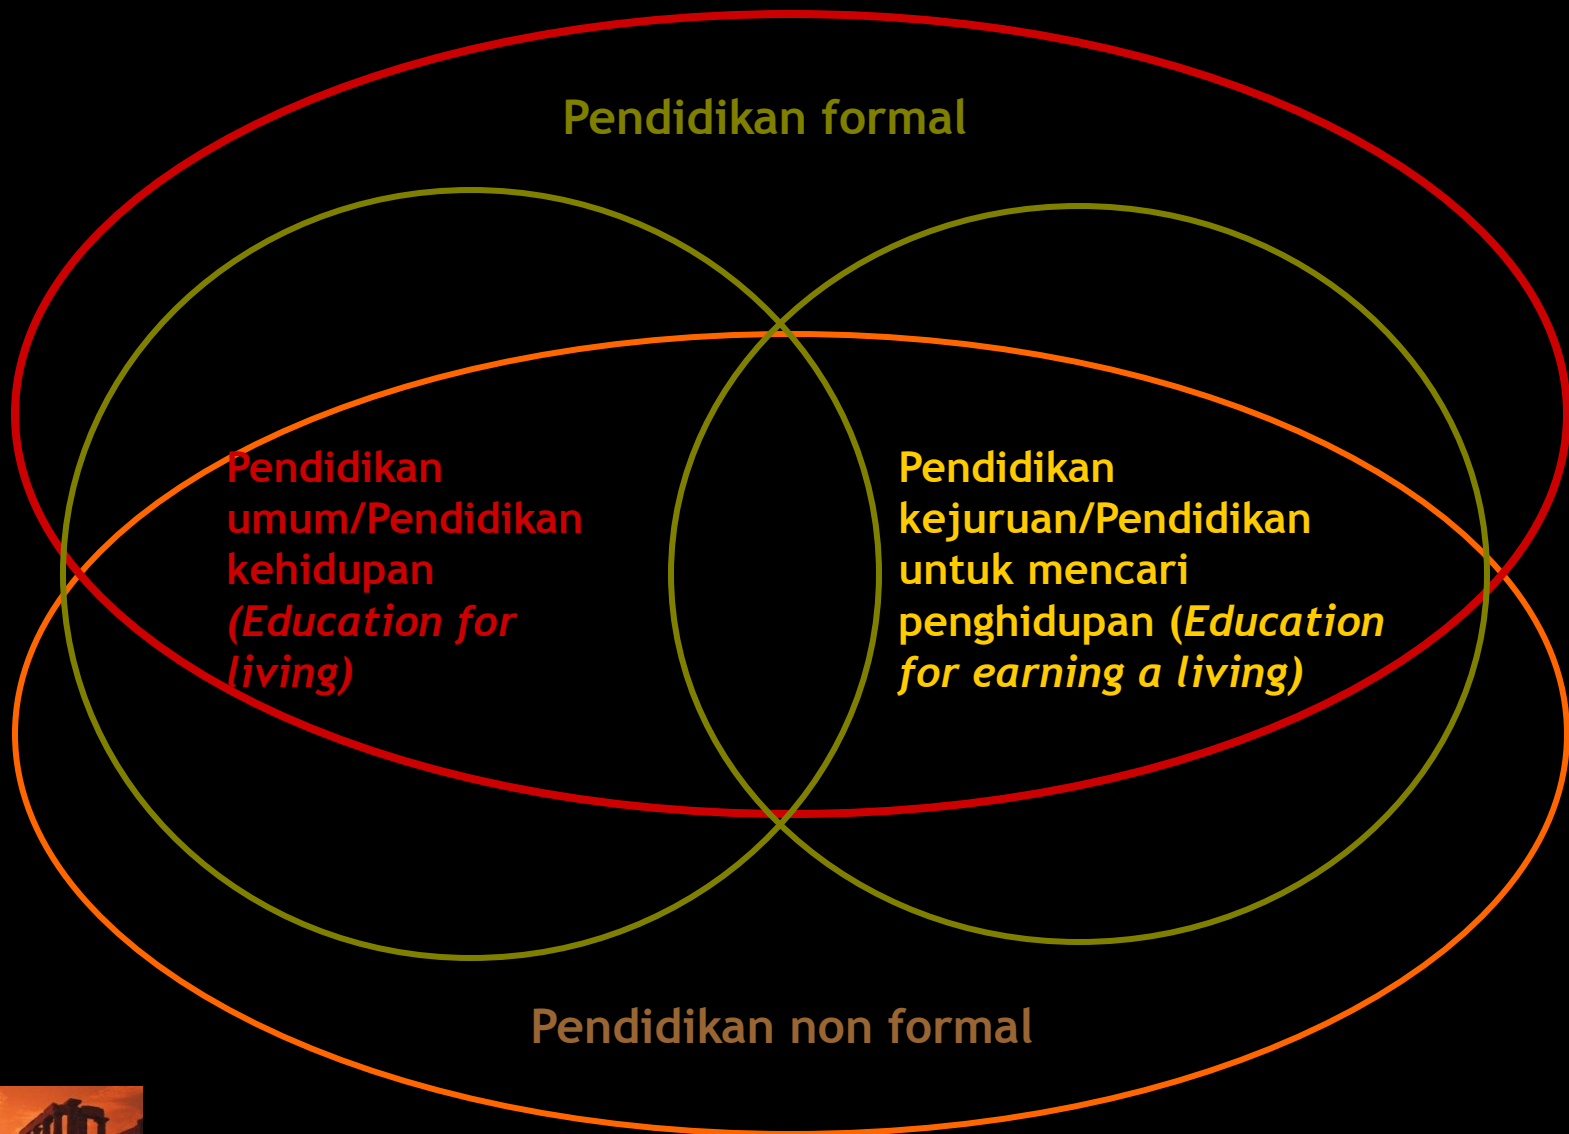 Pendidikan formal
Pendidikan
umum/Pendidikan
kehidupan
(Education for
living)
Pendidikan
kejuruan/Pendidikan
untuk mencari
penghidupan (Education
for earning a living)
Pendidikan non formal